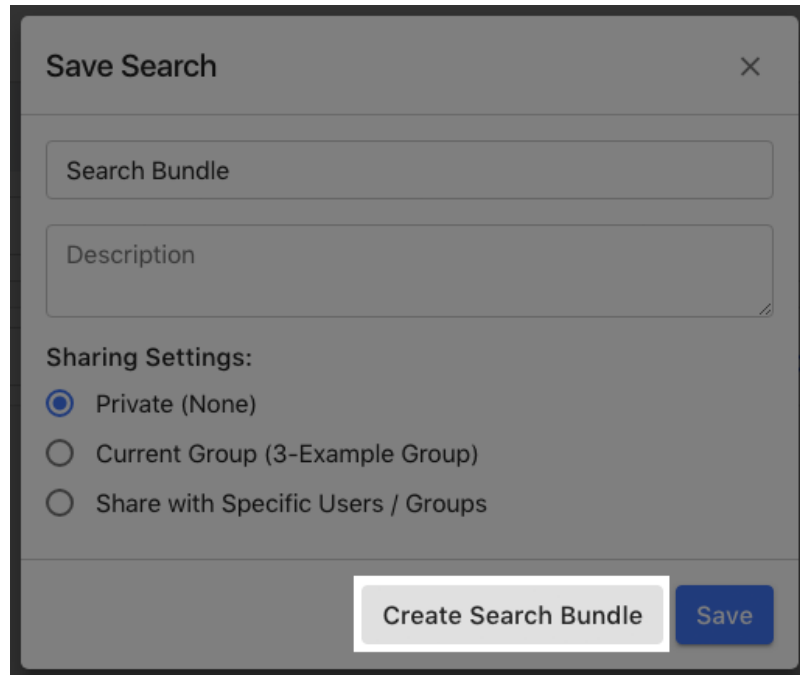 Save Search
Search Bundle
Description
Sharing Settings:
Private (None)
Current Group (3-Example Group)
Share with Specific Users / Groups
Create Search Bundle
Save